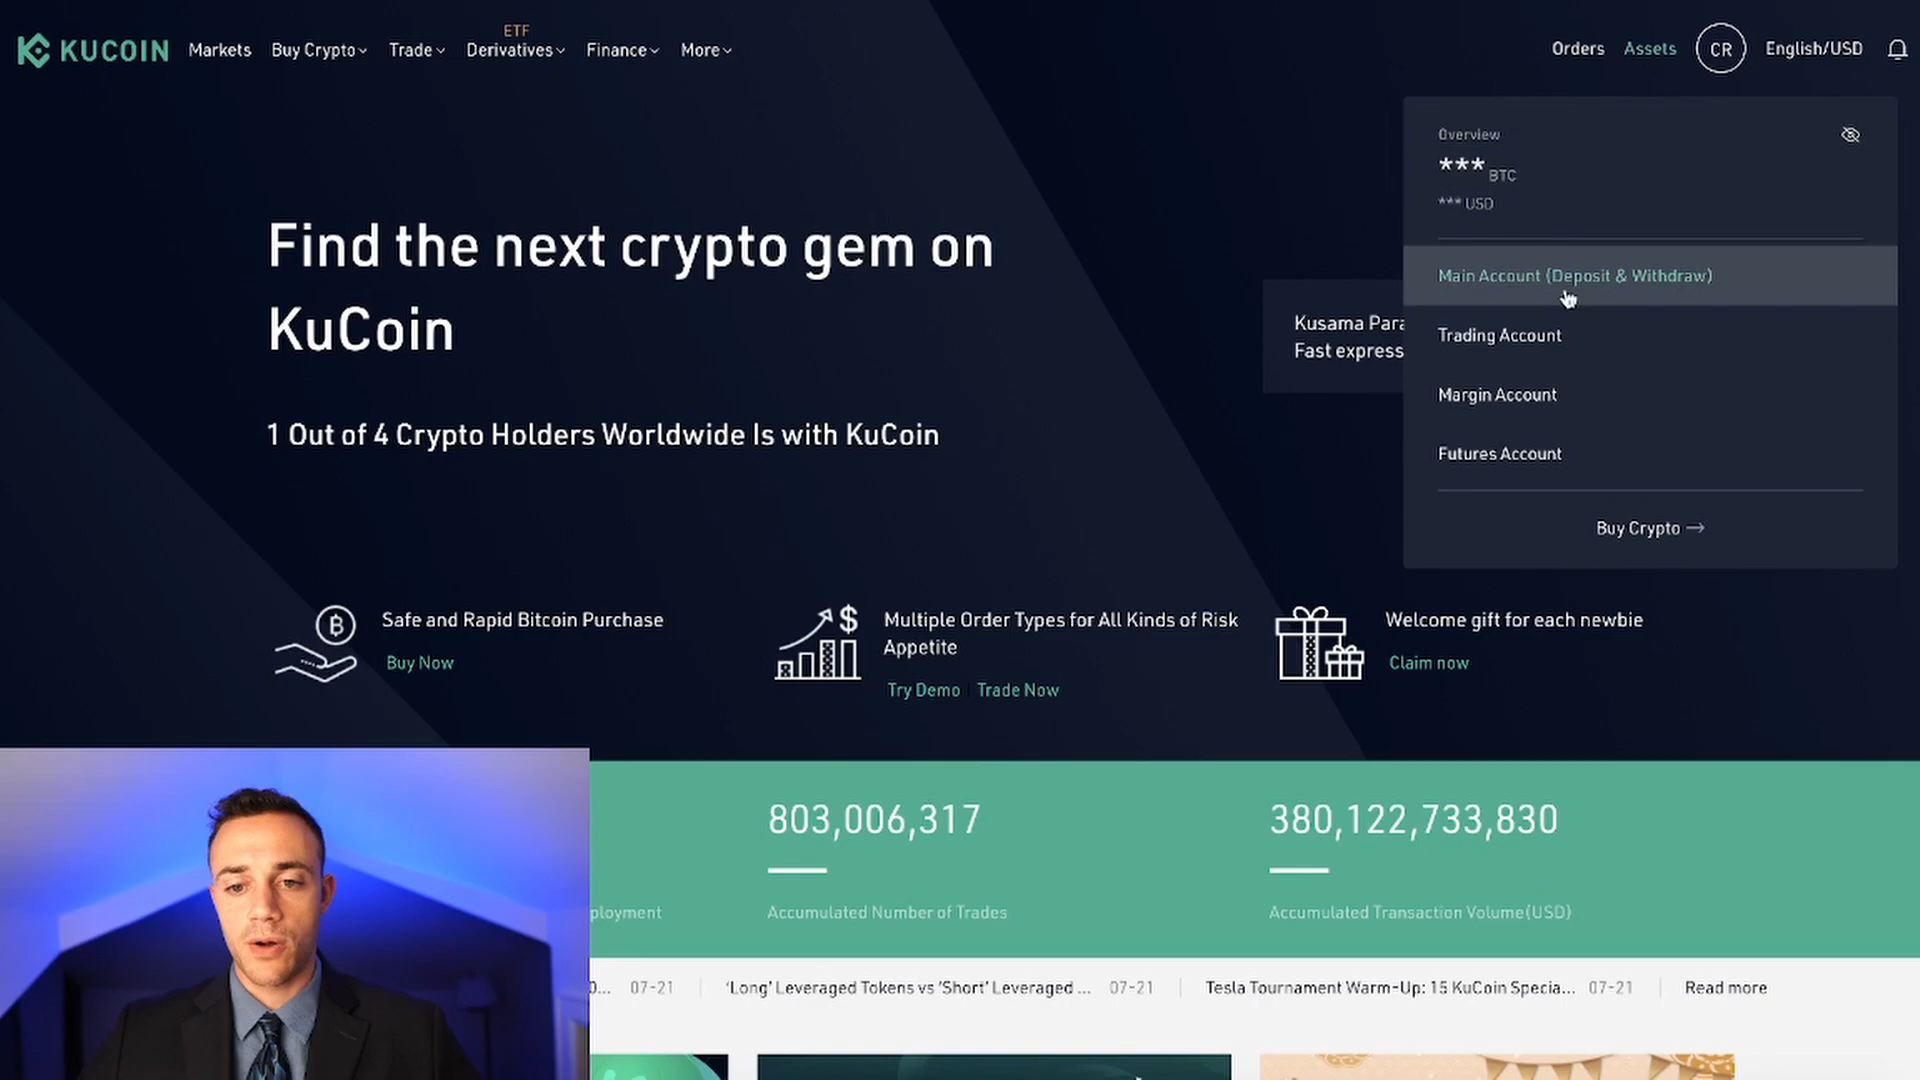 KUCOIN Markets Buy Crypto Trade Derivatives Finance More
ETF
Orders Assets CR English/USD
Overview
*** BTC
*** USD
Main Account (Deposit & Withdraw)
Trading Account
Margin Account
Futures Account
Buy Crypto →
Find the next crypto gem on
KuCoin
1 Out of 4 Crypto Holders Worldwide Is with KuCoin
Kusama Para
Fast express
Safe and Rapid Bitcoin Purchase
Buy Now
Multiple Order Types for All Kinds of Risk
Appetite
Try Demo | Trade Now
Welcome gift for each newbie
Claim now
803,006,317
380,122,733,830
ployment
Accumulated Number of Trades
Accumulated Transaction Volume(USD)
0... 07-21
'Long' Leveraged Tokens vs 'Short' Leveraged ... 07-21
Tesla Tournament Warm-Up: 15 KuCoin Specia... 07-21
Read more